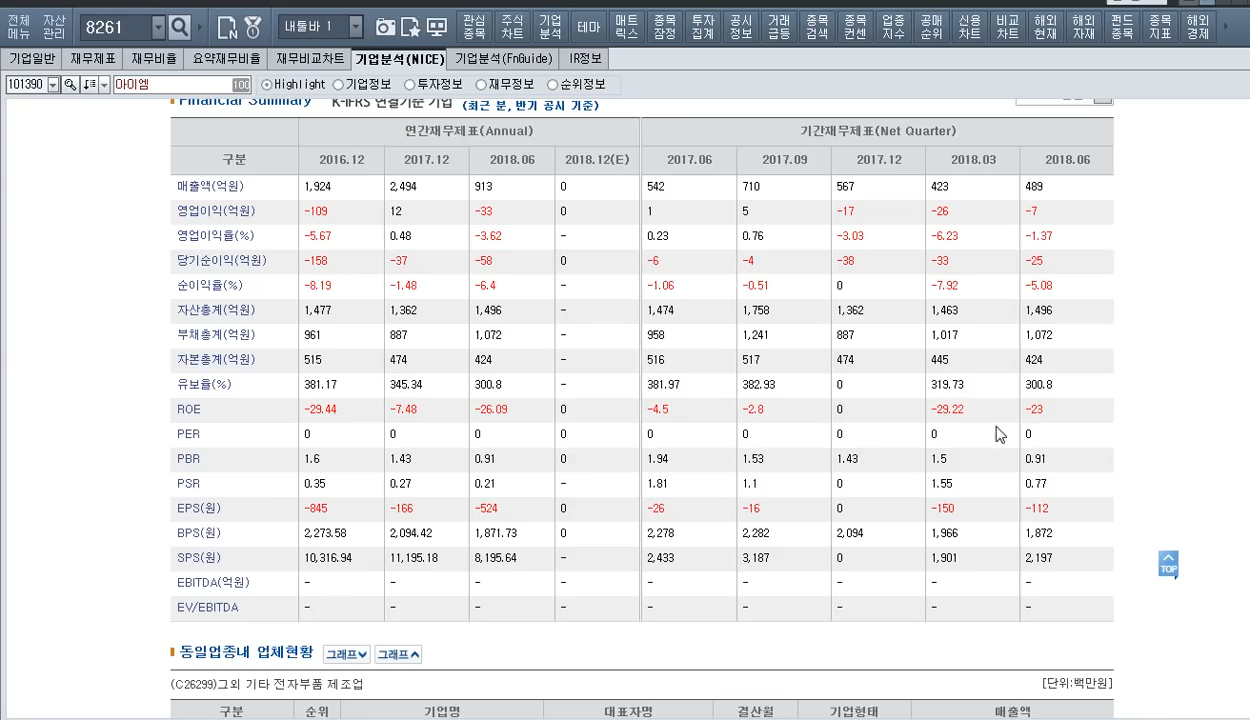 전체 자산 8261 내툴바 1 관심 주식 기업 테마 매트 종목 투자 공시 거래 종목 종목 업종 공매 신용 비교 해외 해외 펀드 종목 해외
메뉴 관리 종목 차트 분석 릭스 잠정 집계 정보 급등 검색 컨센 지수 순위 차트 차트 현재 자재 종목 지표 경제
기업일반 재무제표 재무비율 요약재무비율 재무비교차트 기업분석(NICE) 기업분석(FnGuide) IR정보
101390 아이엠 100 Highlight 기업정보 투자정보 재무정보 순위정보
Financial Summary K-IFRS 연결기준 기업 (최근 분,반기 공시 기준)
연간재무제표(Annual) 기간재무제표(Net Quarter)
구분 2016.12 2017.12 2018.06 2018.12(E) 2017.06 2017.09 2017.12 2018.03 2018.06
매출액(억원) 1,924 2,494 913 0 542 710 567 423 489
영업이익(억원) -109 12 -33 0 1 5 -17 -26 -7
영업이익율(%) -5.67 0.48 -3.62 - 0.23 0.76 -3.03 -6.23 -1.37
당기순이익(억원) -158 -37 -58 0 -6 -4 -38 -33 -25
순이익율(%) -8.19 -1.48 -6.4 - -1.06 -0.51 0 -7.92 -5.08
자산총계(억원) 1,477 1,362 1,496 - 1,474 1,758 1,362 1,463 1,496
부채총계(억원) 961 887 1,072 - 958 1,241 887 1,017 1,072
자본총계(억원) 515 474 424 - 516 517 474 445 424
유보율(%) 381.17 345.34 300.8 - 381.97 382.93 0 319.73 300.8
ROE -29.44 -7.48 -26.09 0 -4.5 -2.8 0 -29.22 -23
PER 0 0 0 0 0 0 0 0 0
PBR 1.6 1.43 0.91 0 1.94 1.53 1.43 1.5 0.91
PSR 0.35 0.27 0.21 - 1.81 1.1 0 1.55 0.77
EPS(원) -845 -166 -524 0 -26 -16 0 -150 -112
BPS(원) 2,273.58 2,094.42 1,871.73 0 2,278 2,282 2,094 1,966 1,872
SPS(원) 10,316.94 11,195.18 8,195.64 - 2,433 3,187 0 1,901 2,197
EBITDA(억원) - - - - - - - - -
EV/EBITDA - - - - - - - - -
TOP
동일업종내 업체현황 그래프 그래프
(C26299)그외 기타 전자부품 제조업 [단위:백만원]
구분 순위 기업명 대표자명 결산월 기업형태 매출액